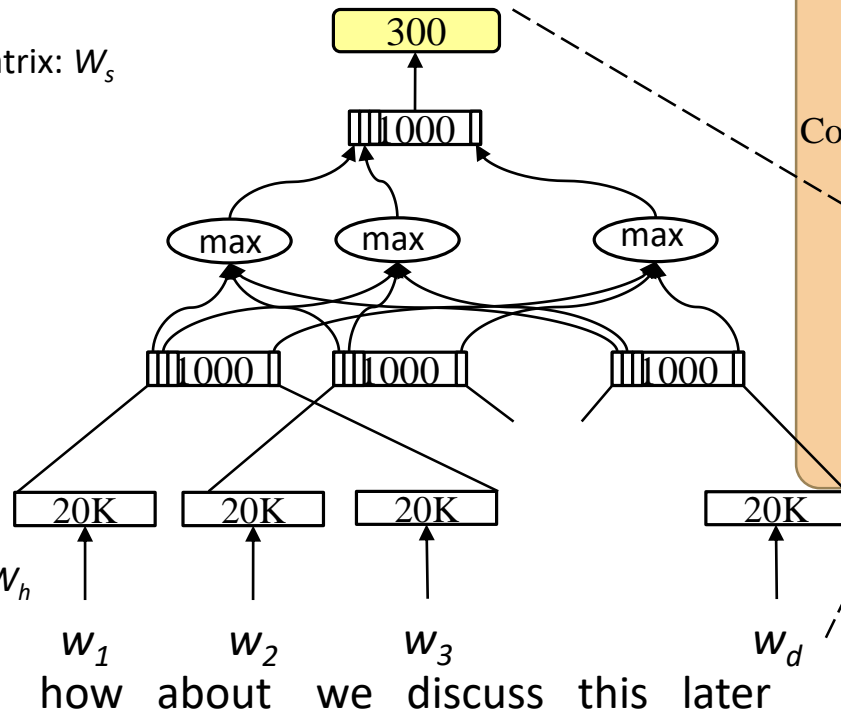 300
atrix: Ws
1000
Co
max max max
1000 1000 1000
20K 20K 20K 20K
Wh
w1 w2 w3 wd
how about we discuss this later